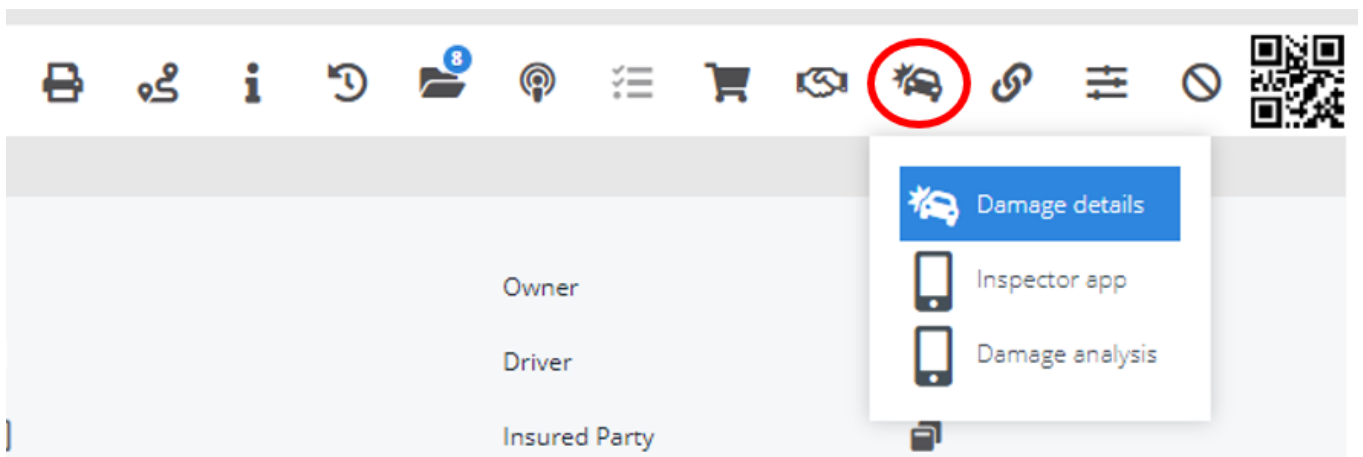 8
Damage details
Inspector app
Owner
Damage analysis
Driver
Insured Party